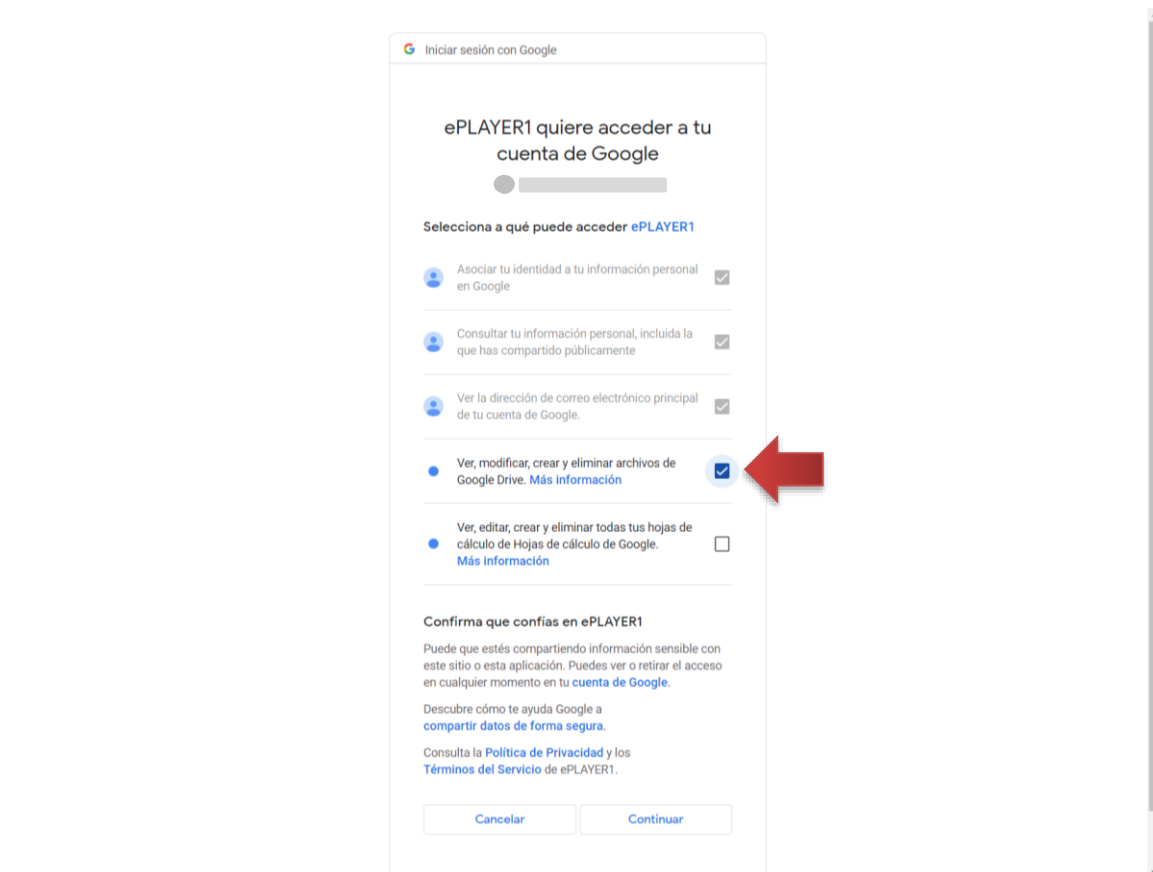 Iniciar sesión con Google
ePLAYER1 quiere acceder a tu
cuenta de Google
Selecciona a qué puede acceder ePLAYER1
Asociar tu identidad a tu información personal
en Google
Consultar tu información personal, incluida la
que has compartido públicamente
Ver la dirección de correo electrónico principal
de tu cuenta de Google.
Ver, modificar, crear y eliminar archivos de
Google Drive. Más información
Ver, editar, crear y eliminar todas tus hojas de
cálculo de Hojas de cálculo de Google.
Más información
Confirma que confías en ePLAYER1
Puede que estés compartiendo información sensible con
este sitio o esta aplicación. Puedes ver o retirar el acceso
en cualquier momento en tu cuenta de Google.
Descubre cómo te ayuda Google a
compartir datos de forma segura.
Consulta la Política de Privacidad y los
Términos del Servicio de ePLAYER1.
Cancelar
Continuar